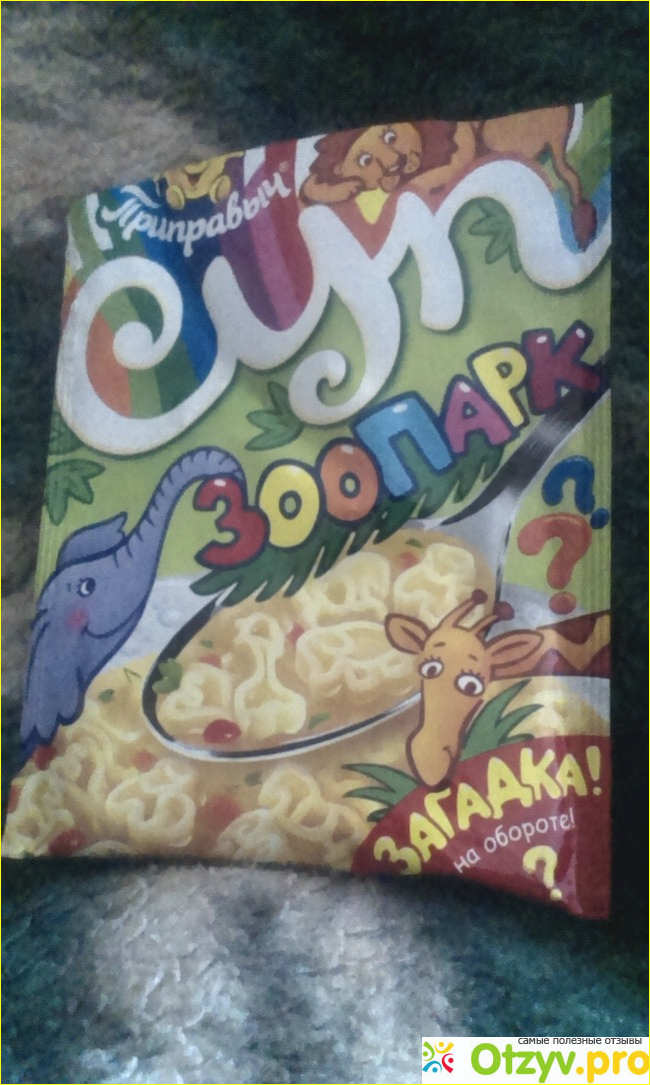 Приправыч®
Суп
ЗООПАРК
? ?
ЗАГАДКА!
на обороте!
?
самые полезные отзывы
Otzyv.pro